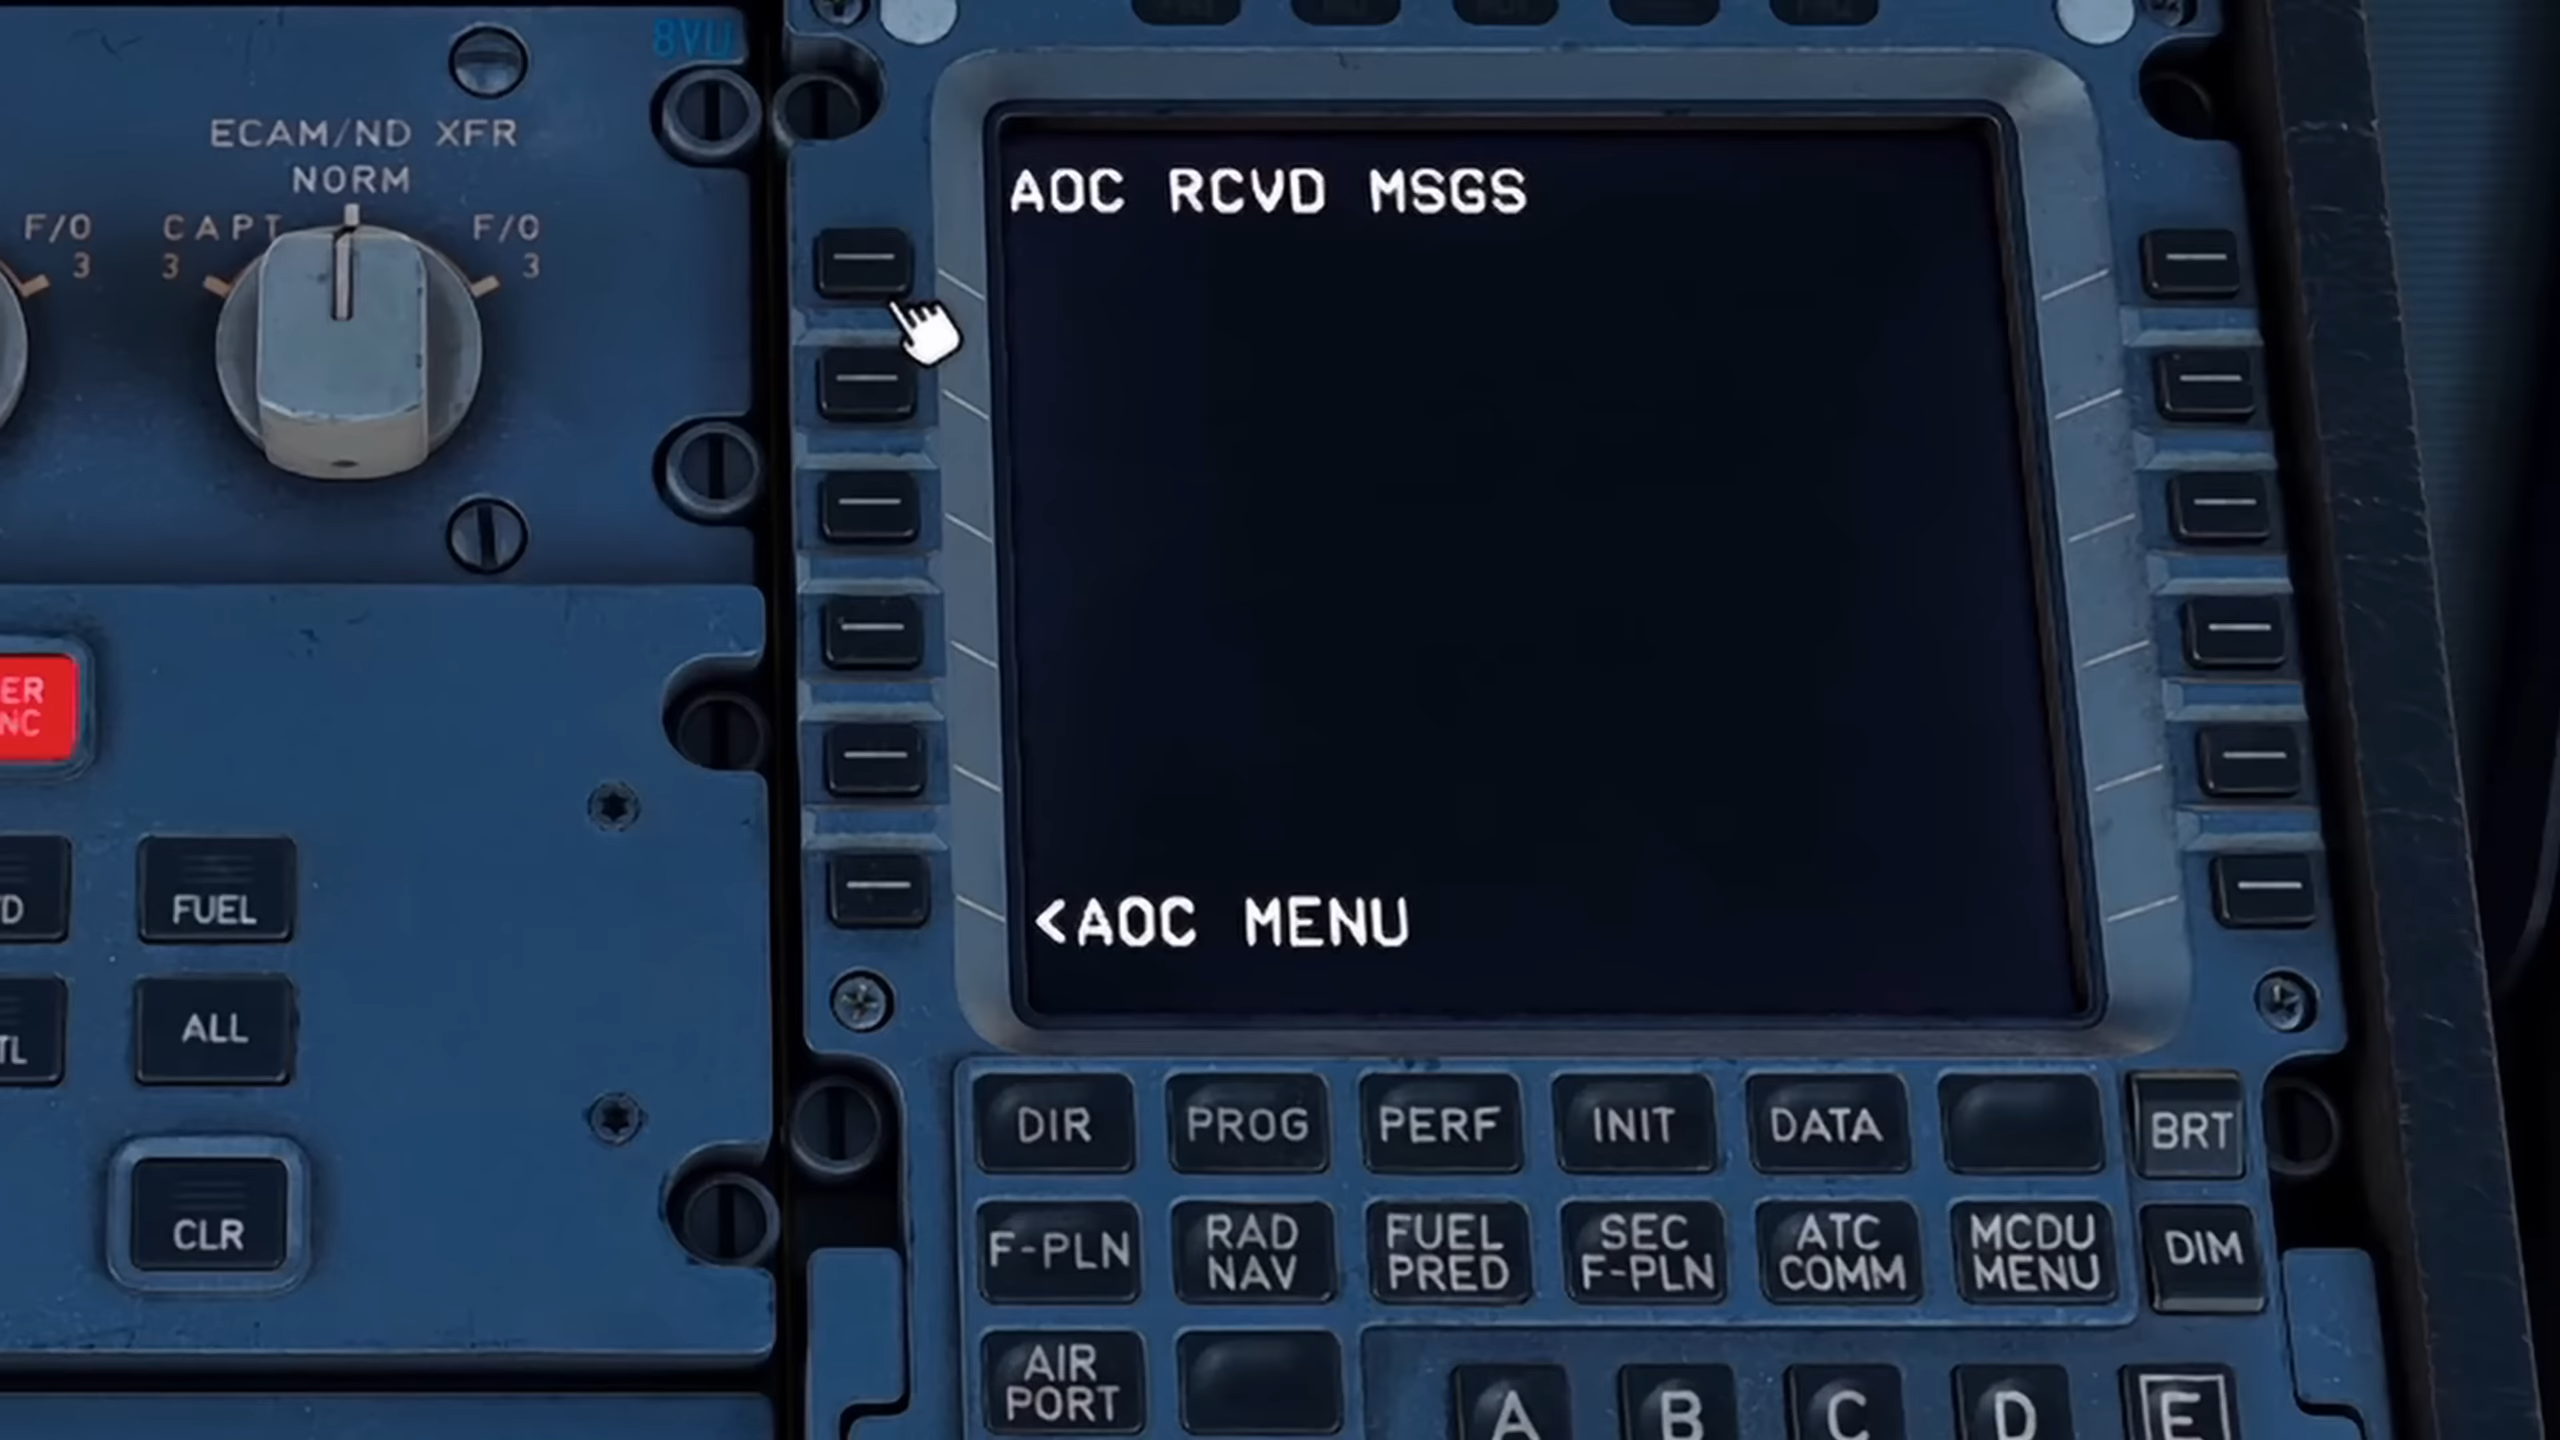 8VU
ECAM/ND XFR
NORM
F/O
3
CAPT
3
F/O
3
AOC RCVD MSGS
<AOC MENU
FUEL
ALL
CLR
DIR PROG PERF INIT DATA BRT
F-PLN RAD NAV FUEL PRED SEC F-PLN ATC COMM MCDU MENU DIM
AIR PORT
A B C D E